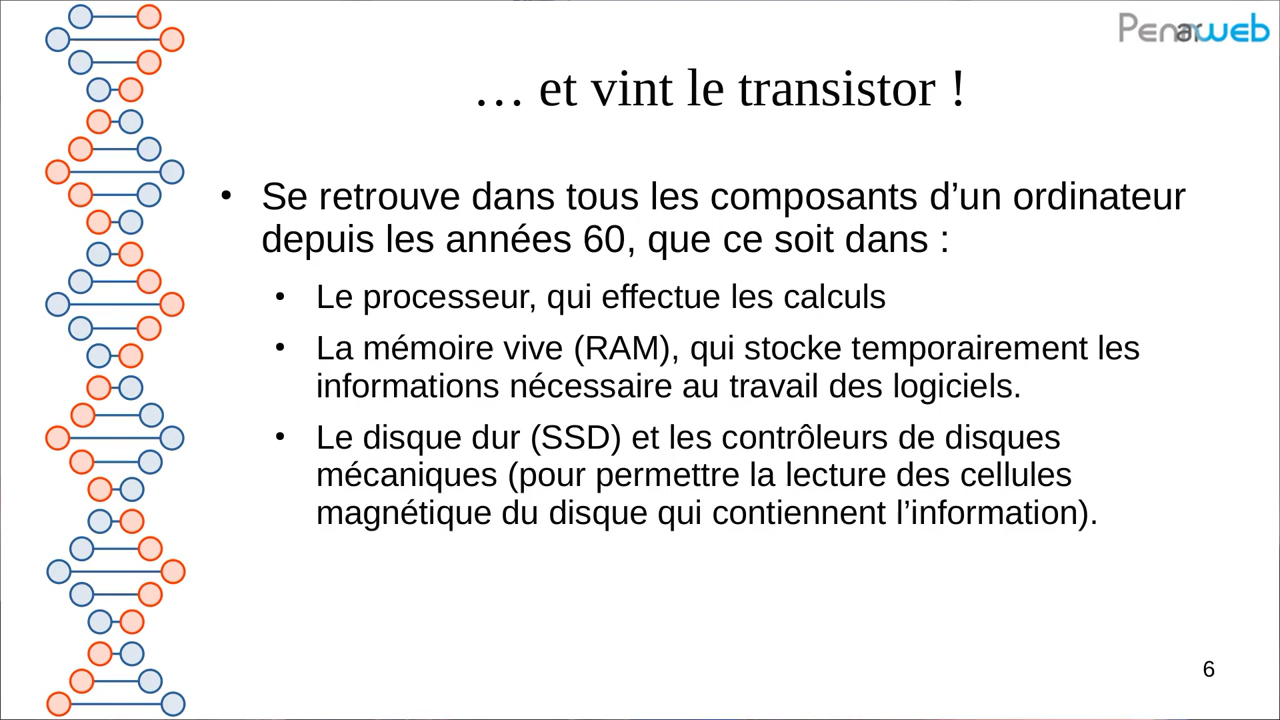 Penarweb
… et vint le transistor !
• Se retrouve dans tous les composants d’un ordinateur
depuis les années 60, que ce soit dans :
• Le processeur, qui effectue les calculs
• La mémoire vive (RAM), qui stocke temporairement les
informations nécessaire au travail des logiciels.
• Le disque dur (SSD) et les contrôleurs de disques
mécaniques (pour permettre la lecture des cellules
magnétique du disque qui contiennent l’information).
6